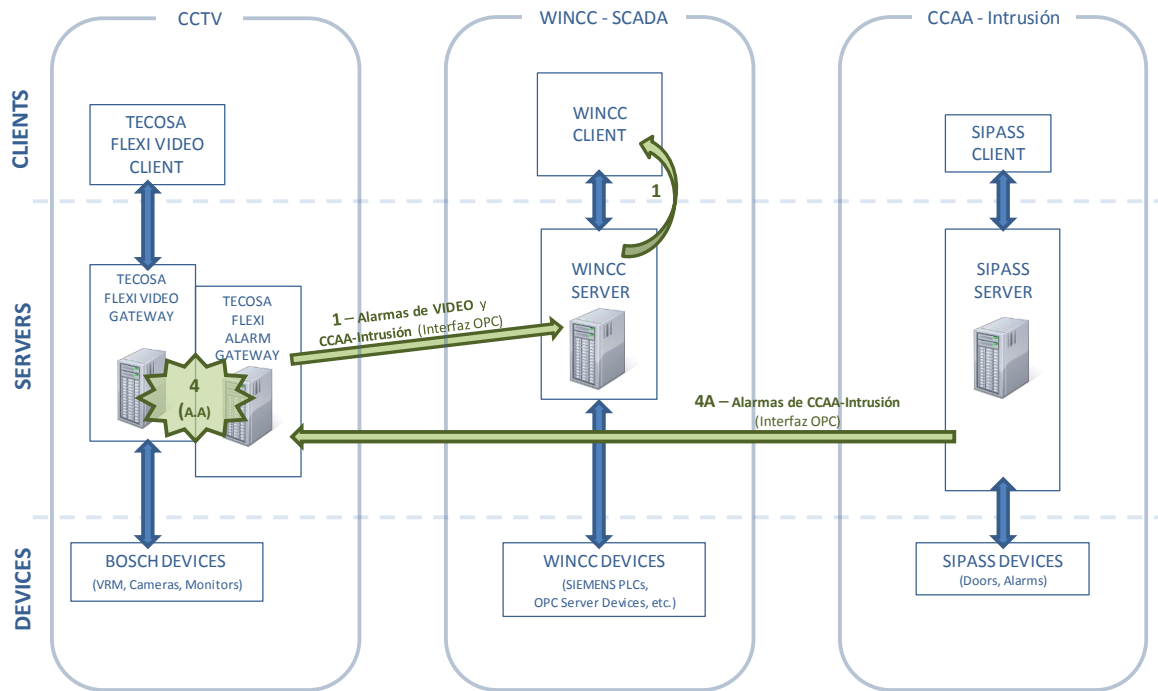 CCTV
WINCC - SCADA
CCAA - Intrusión
CLIENTS
TECOSA
FLEXI VIDEO
CLIENT
WINCC
CLIENT
SIPASS
CLIENT
1
SERVERS
TECOSA
FLEXI VIDEO
GATEWAY
TECOSA
FLEXI
ALARM
GATEWAY
4
(A.A)
1 – Alarmas de VIDEO y
CCAA-Intrusión (Interfaz OPC)
WINCC
SERVER
SIPASS
SERVER
4A – Alarmas de CCAA-Intrusión
(Interfaz OPC)
DEVICES
BOSCH DEVICES
(VRM, Cameras, Monitors)
WINCC DEVICES
(SIEMENS PLCs,
OPC Server Devices, etc.)
SIPASS DEVICES
(Doors, Alarms)